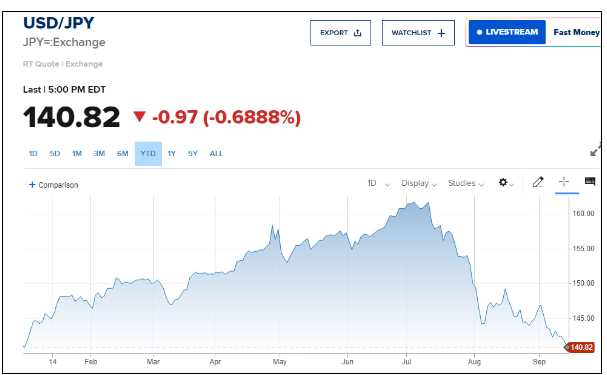 USD/JPY
JPY=:Exchange
RT Quote | Exchange
EXPORT
WATCHLIST +
LIVESTREAM
Fast Money
Last | 5:00 PM EDT
140.82 ▼ -0.97 (-0.6888%)
1D 5D 1M 3M 6M YTD 1Y 5Y ALL
+ Comparison
1D Display Studies
160.00
155.00
150.00
145.00
140.82
14 Feb Mar Apr May Jun Jul Aug Sep